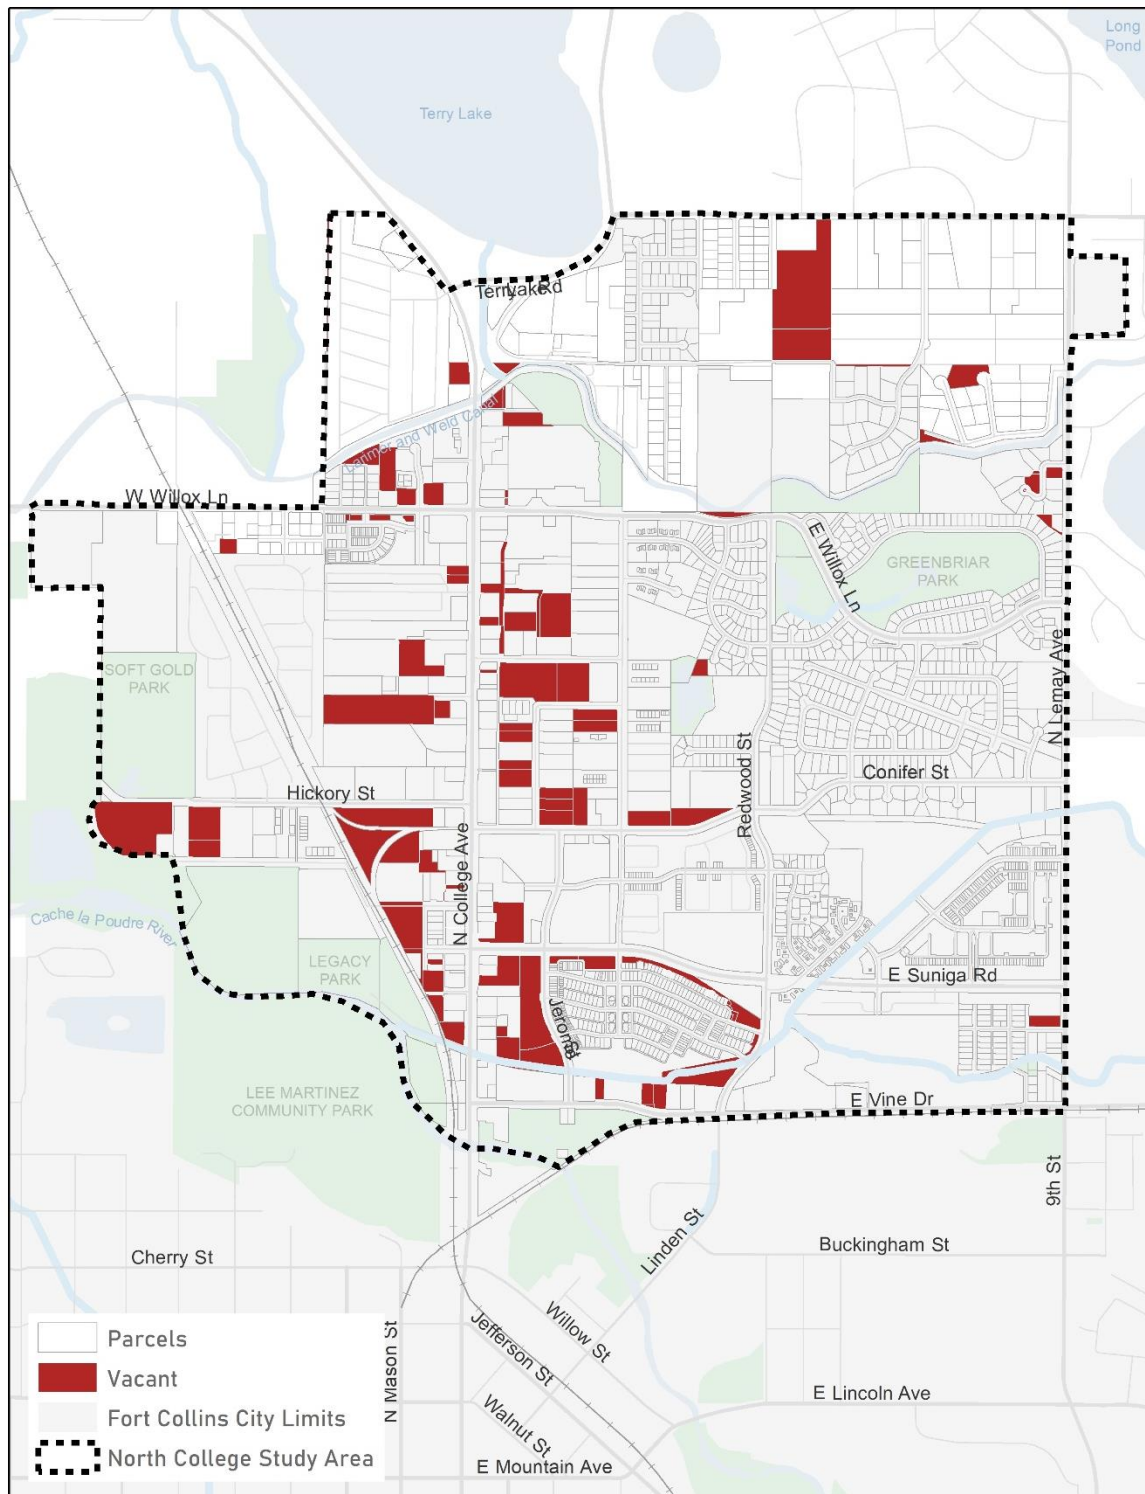 Long
Pond
Terry Lake
Terry Lake Rd
Larimer and Weld Canal
W Willox Ln
E Willox Ln
GREENBRIAR
PARK
SOFT GOLD
PARK
N Lemay Ave
Redwood St
Conifer St
Hickory St
N College Ave
Cache la Poudre River
LEGACY
PARK
E Suniga Rd
Jerome St
LEE MARTINEZ
COMMUNITY PARK
E Vine Dr
9th St
Linden St
Buckingham St
Cherry St
Willow St
Jefferson St
N Mason St
Walnut St
E Lincoln Ave
E Mountain Ave
Parcels
Vacant
Fort Collins City Limits
North College Study Area